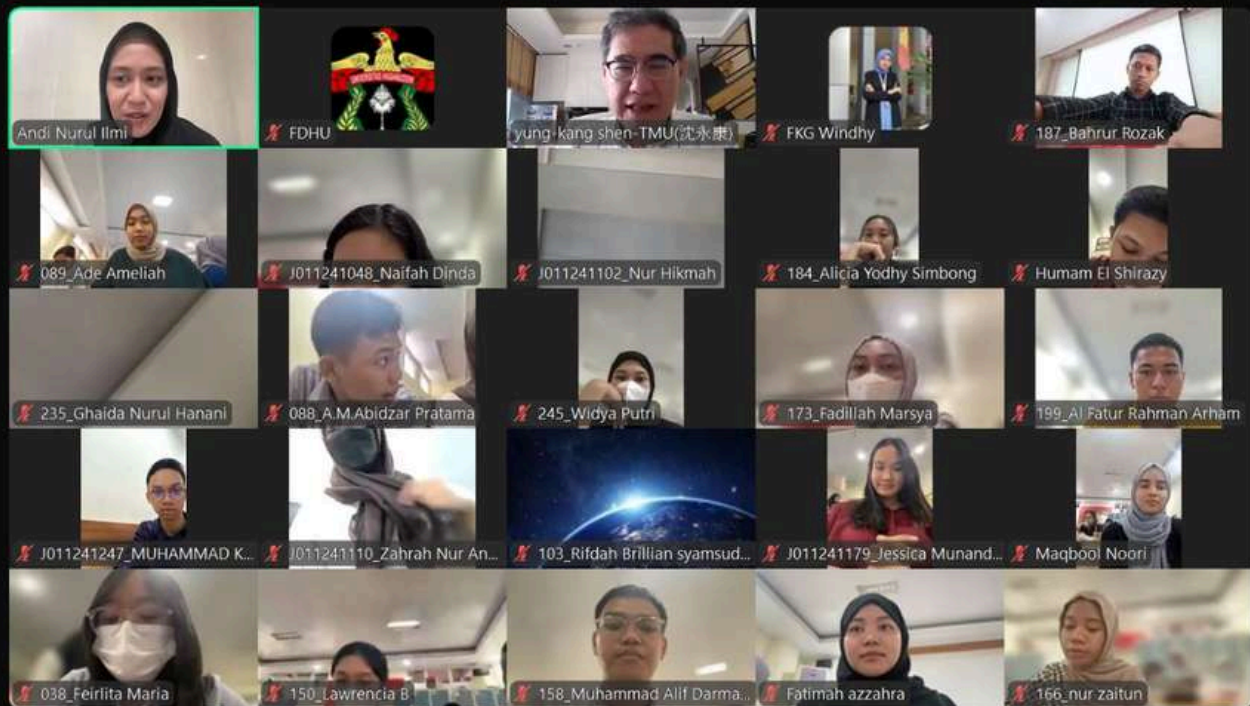 Andi Nurul Ilmi
FDHU
UNIVERSITAS HASANUDDIN
yung-kang shen-TMU(沈永康)
FKG Windhy
187_Bahrur Rozak
089_Ade Ameliah
J011241048_Naifah Dinda
J011241102_Nur Hikmah
184_Alicia Yodhy Simbong
Humam El Shirazy
235_Ghaida Nurul Hanani
088_A.M.Abidzar Pratama
245_Widya Putri
173_Fadillah Marsya
199_Al Fatur Rahman Arham
J011241247_MUHAMMAD K...
J011241110_Zahrah Nur An...
103_Rifdah Brillian syamsud...
J011241179_Jessica Munand...
Maqbool Noori
038_Feirlita Maria
150_Lawrencia B
158_Muhammad Alif Darma...
Fatimah azzahra
166_nur zaitun